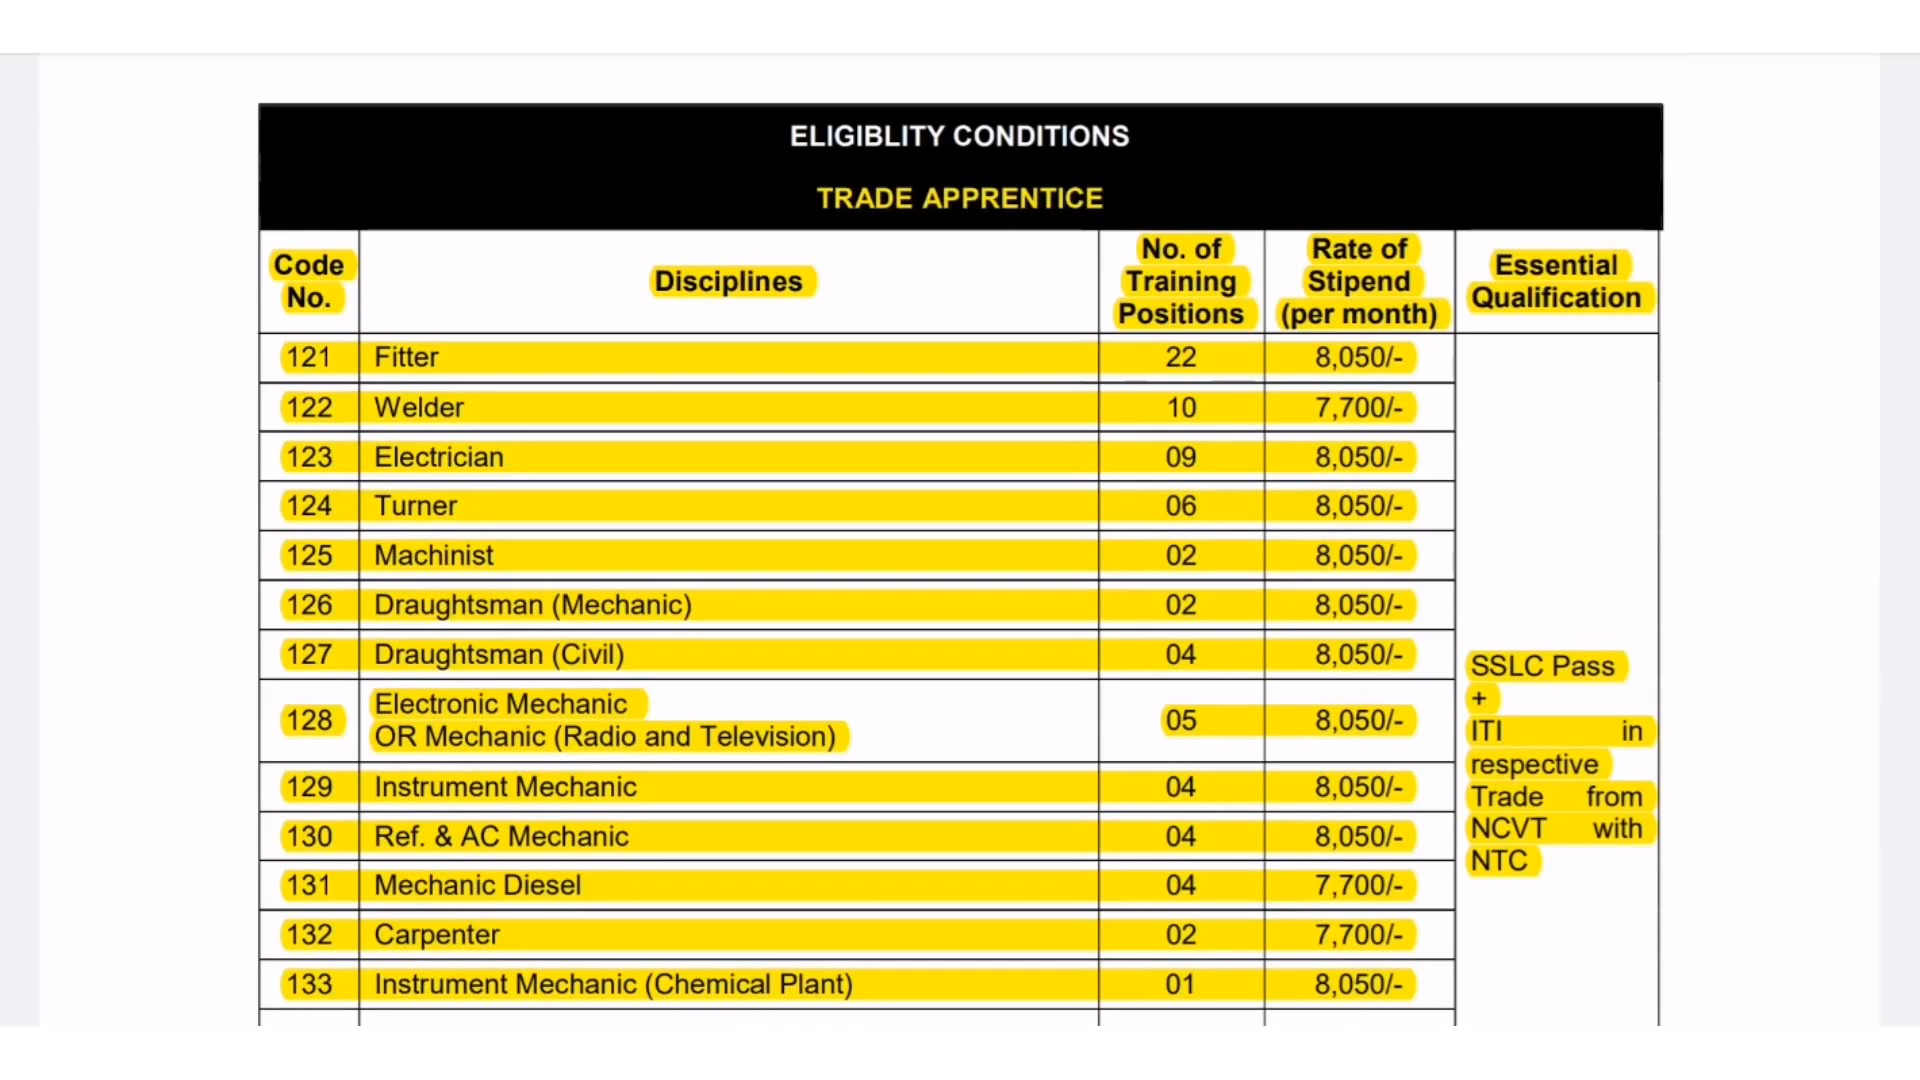 ELIGIBLITY CONDITIONS
TRADE APPRENTICE
Code No. Disciplines No. of Training Positions Rate of Stipend (per month) Essential Qualification
121 Fitter 22 8,050/-
122 Welder 10 7,700/-
123 Electrician 09 8,050/-
124 Turner 06 8,050/-
125 Machinist 02 8,050/-
126 Draughtsman (Mechanic) 02 8,050/-
127 Draughtsman (Civil) 04 8,050/-
128 Electronic Mechanic OR Mechanic (Radio and Television) 05 8,050/-
129 Instrument Mechanic 04 8,050/-
130 Ref. & AC Mechanic 04 8,050/-
131 Mechanic Diesel 04 7,700/-
132 Carpenter 02 7,700/-
133 Instrument Mechanic (Chemical Plant) 01 8,050/-
SSLC Pass
+
ITI in
respective
Trade from
NCVT with
NTC